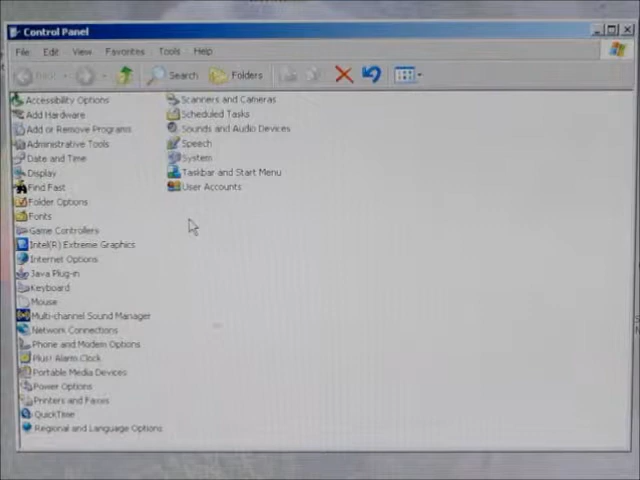 Control Panel
File Edit View Favorites Tools Help
Back Search Folders
Accessibility Options
Add Hardware
Add or Remove Programs
Administrative Tools
Date and Time
Display
Find Fast
Folder Options
Fonts
Game Controllers
Intel(R) Extreme Graphics
Internet Options
Java Plug-in
Keyboard
Mouse
Multi-channel Sound Manager
Network Connections
Phone and Modem Options
Plus! Alarm Clock
Portable Media Devices
Power Options
Printers and Faxes
QuickTime
Regional and Language Options
Scanners and Cameras
Scheduled Tasks
Sounds and Audio Devices
Speech
System
Taskbar and Start Menu
User Accounts